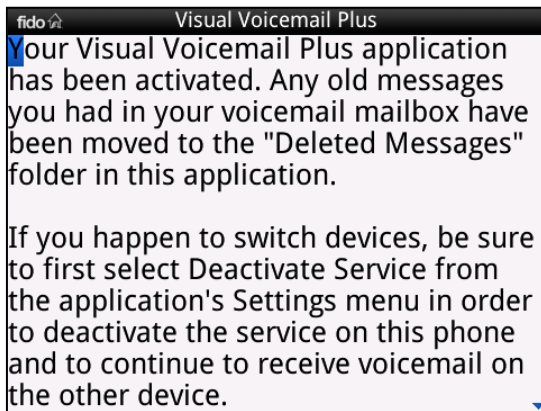 fido Visual Voicemail Plus
Your Visual Voicemail Plus application
has been activated. Any old messages
you had in your voicemail mailbox have
been moved to the "Deleted Messages"
folder in this application.
If you happen to switch devices, be sure
to first select Deactivate Service from
the application's Settings menu in order
to deactivate the service on this phone
and to continue to receive voicemail on
the other device.